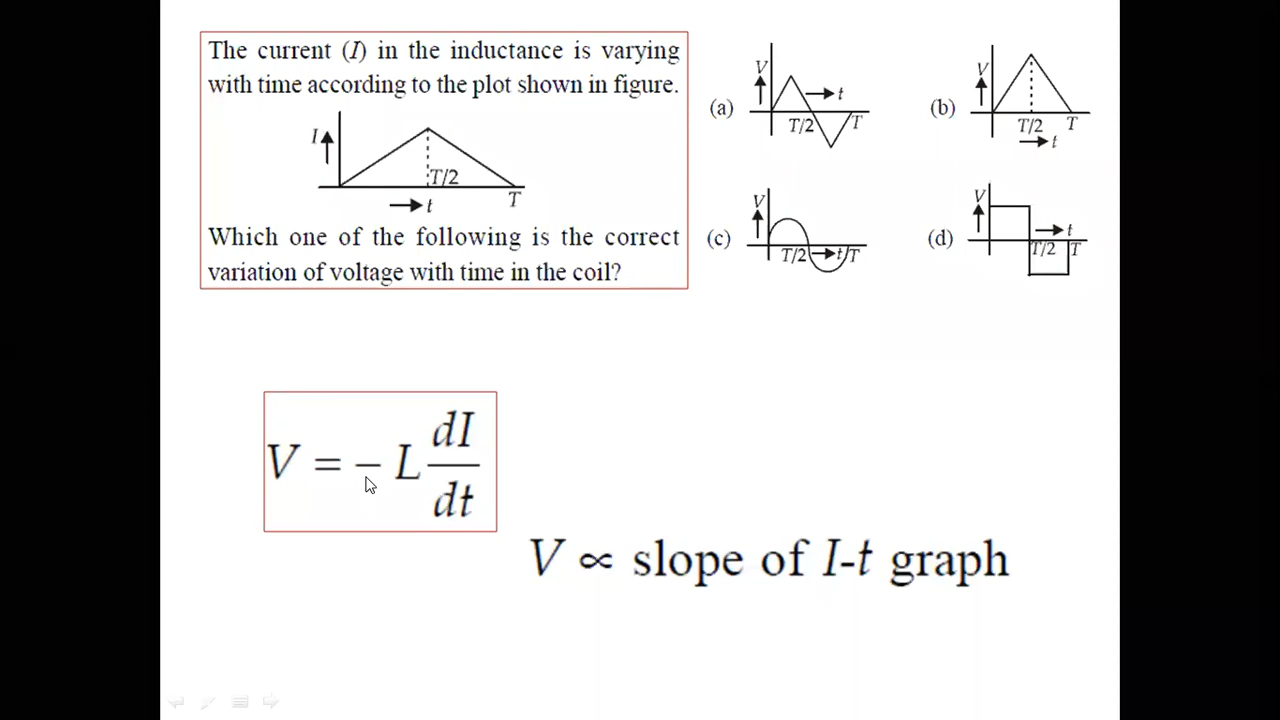 The current (I) in the inductance is varying
with time according to the plot shown in figure.
I
T/2
T
t
Which one of the following is the correct
variation of voltage with time in the coil?
(a)
V
t
T/2
T
(b)
V
T/2
T
t
(c)
V
T/2
t
T
(d)
V
t
T/2
T
V = – L dI/dt
V ∝ slope of I-t graph